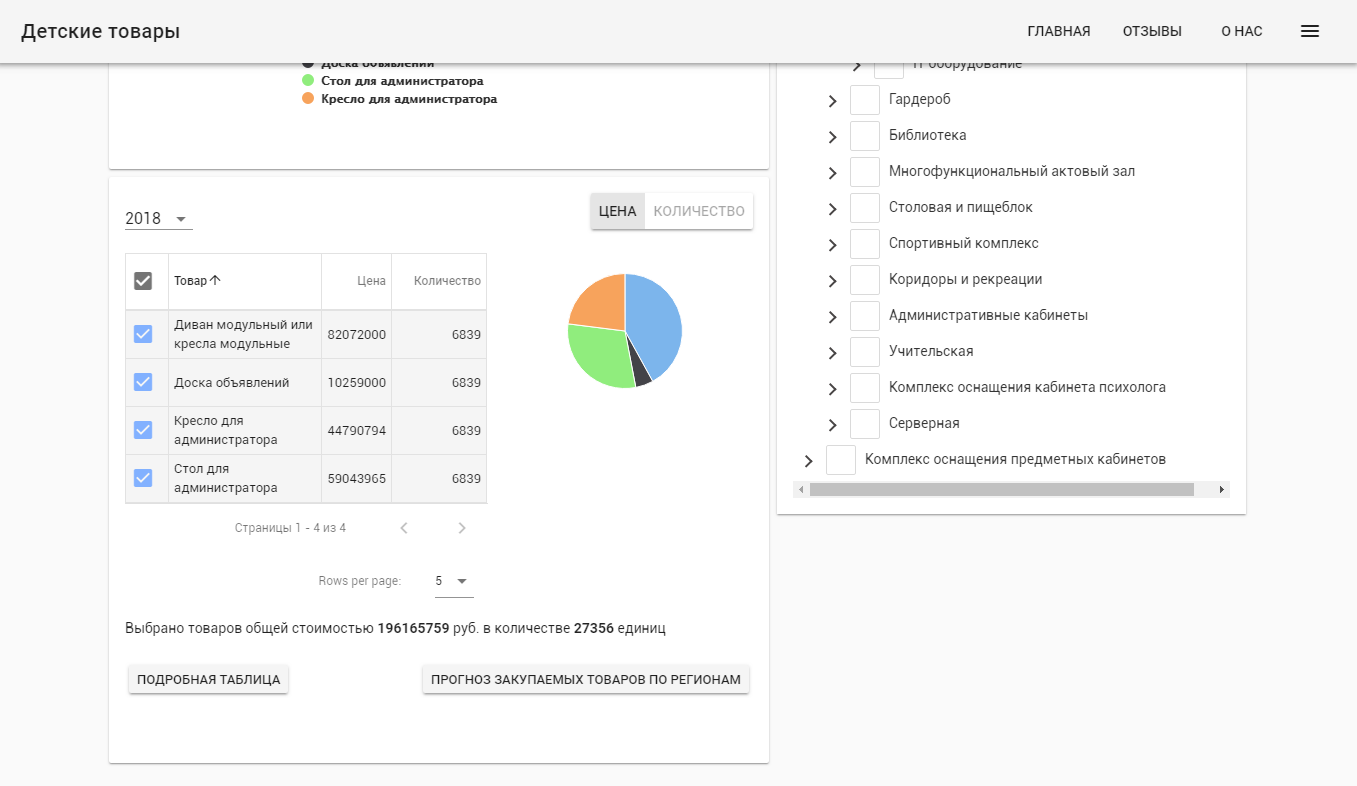 Детские товары
ГЛАВНАЯ
ОТЗЫВЫ
О НАС
Доска объявлений
Стол для администратора
Кресло для администратора
2018
ЦЕНА
КОЛИЧЕСТВО
Товар
Цена
Количество
Диван модульный или
кресла модульные
82072000
6839
Доска объявлений
10259000
6839
Кресло для
администратора
44790794
6839
Стол для
администратора
59043965
6839
Страницы 1 - 4 из 4
Rows per page:
5
Выбрано товаров общей стоимостью 196165759 руб. в количестве 27356 единиц
ПОДРОБНАЯ ТАБЛИЦА
ПРОГНОЗ ЗАКУПАЕМЫХ ТОВАРОВ ПО РЕГИОНАМ
IT оборудование
Гардероб
Библиотека
Многофункциональный актовый зал
Столовая и пищеблок
Спортивный комплекс
Коридоры и рекреации
Административные кабинеты
Учительская
Комплекс оснащения кабинета психолога
Серверная
Комплекс оснащения предметных кабинетов